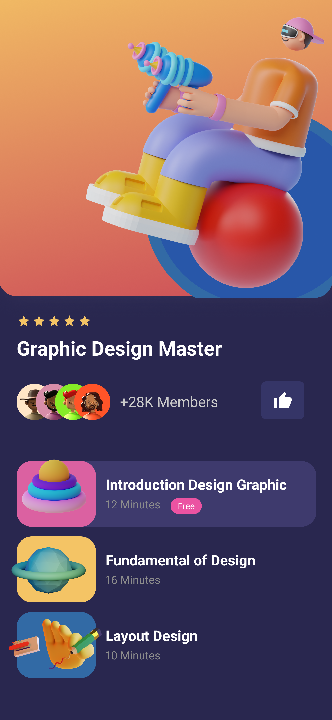 Graphic Design Master
+28K Members
Introduction Design Graphic
12 Minutes Free
Fundamental of Design
16 Minutes
Layout Design
10 Minutes